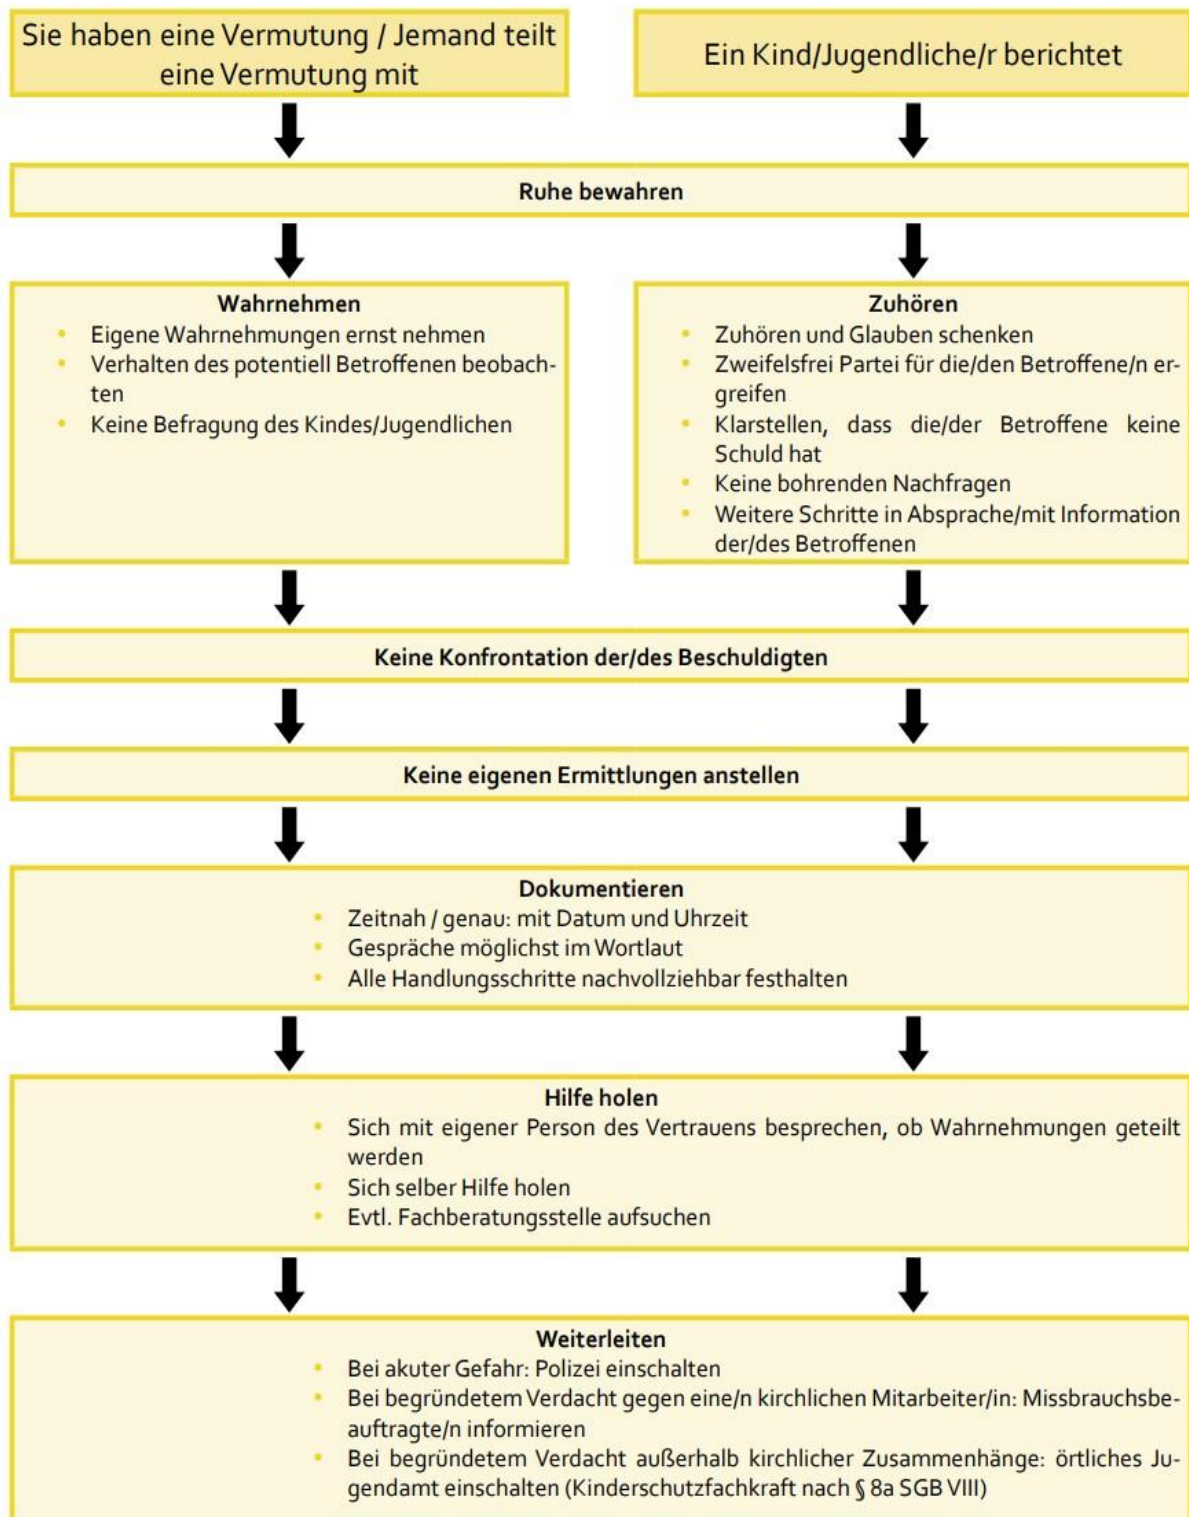 Sie haben eine Vermutung / Jemand teilt
eine Vermutung mit
Ein Kind/Jugendliche/r berichtet
Ruhe bewahren
Wahrnehmen
• Eigene Wahrnehmungen ernst nehmen
• Verhalten des potentiell Betroffenen beobach-
ten
• Keine Befragung des Kindes/Jugendlichen
Zuhören
• Zuhören und Glauben schenken
• Zweifelsfrei Partei für die/den Betroffene/n er-
greifen
• Klarstellen, dass die/der Betroffene keine
Schuld hat
• Keine bohrenden Nachfragen
• Weitere Schritte in Absprache/mit Information
der/des Betroffenen
Keine Konfrontation der/des Beschuldigten
Keine eigenen Ermittlungen anstellen
Dokumentieren
• Zeitnah / genau: mit Datum und Uhrzeit
• Gespräche möglichst im Wortlaut
• Alle Handlungsschritte nachvollziehbar festhalten
Hilfe holen
• Sich mit eigener Person des Vertrauens besprechen, ob Wahrnehmungen geteilt
werden
• Sich selber Hilfe holen
• Evtl. Fachberatungsstelle aufsuchen
Weiterleiten
• Bei akuter Gefahr: Polizei einschalten
• Bei begründetem Verdacht gegen eine/n kirchlichen Mitarbeiter/in: Missbrauchsbe-
auftragte/n informieren
• Bei begründetem Verdacht außerhalb kirchlicher Zusammenhänge: örtliches Ju-
gendamt einschalten (Kinderschutzfachkraft nach § 8a SGB VIII)